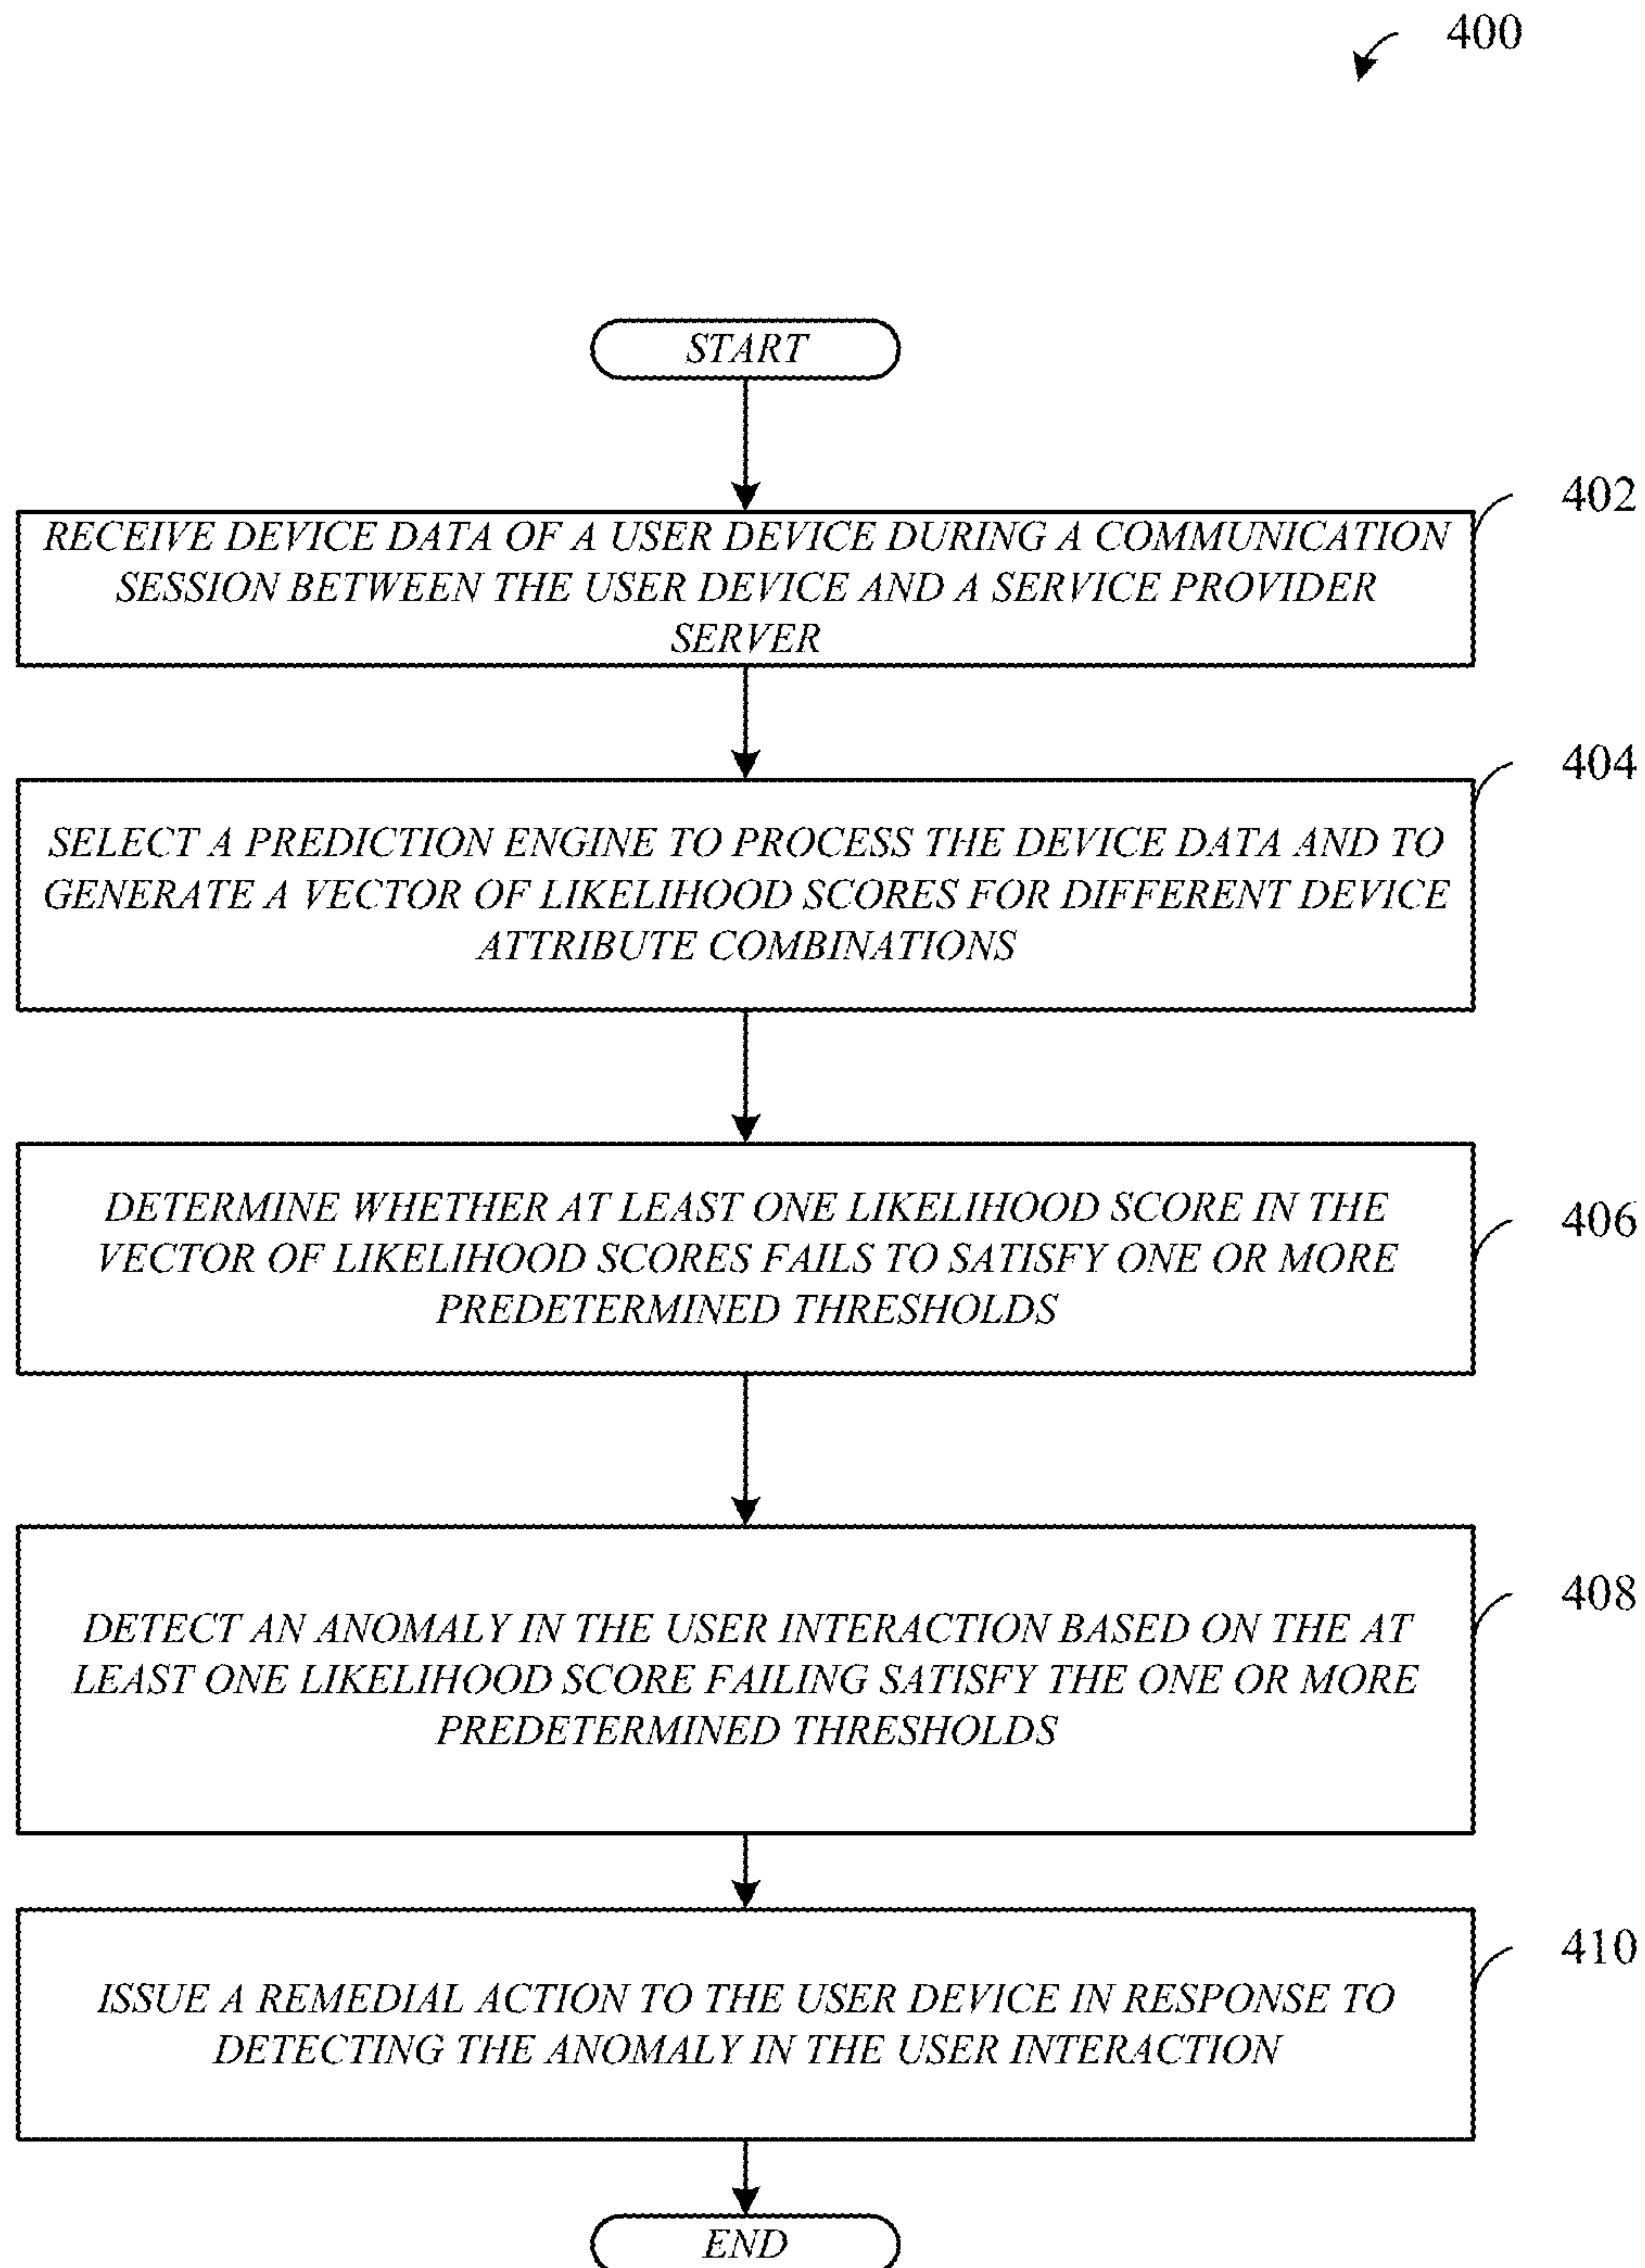 400
START
402
RECEIVE DEVICE DATA OF A USER DEVICE DURING A COMMUNICATION
SESSION BETWEEN THE USER DEVICE AND A SERVICE PROVIDER
SERVER
404
SELECT A PREDICTION ENGINE TO PROCESS THE DEVICE DATA AND TO
GENERATE A VECTOR OF LIKELIHOOD SCORES FOR DIFFERENT DEVICE
ATTRIBUTE COMBINATIONS
406
DETERMINE WHETHER AT LEAST ONE LIKELIHOOD SCORE IN THE
VECTOR OF LIKELIHOOD SCORES FAILS TO SATISFY ONE OR MORE
PREDETERMINED THRESHOLDS
408
DETECT AN ANOMALY IN THE USER INTERACTION BASED ON THE AT
LEAST ONE LIKELIHOOD SCORE FAILING SATISFY THE ONE OR MORE
PREDETERMINED THRESHOLDS
410
ISSUE A REMEDIAL ACTION TO THE USER DEVICE IN RESPONSE TO
DETECTING THE ANOMALY IN THE USER INTERACTION
END